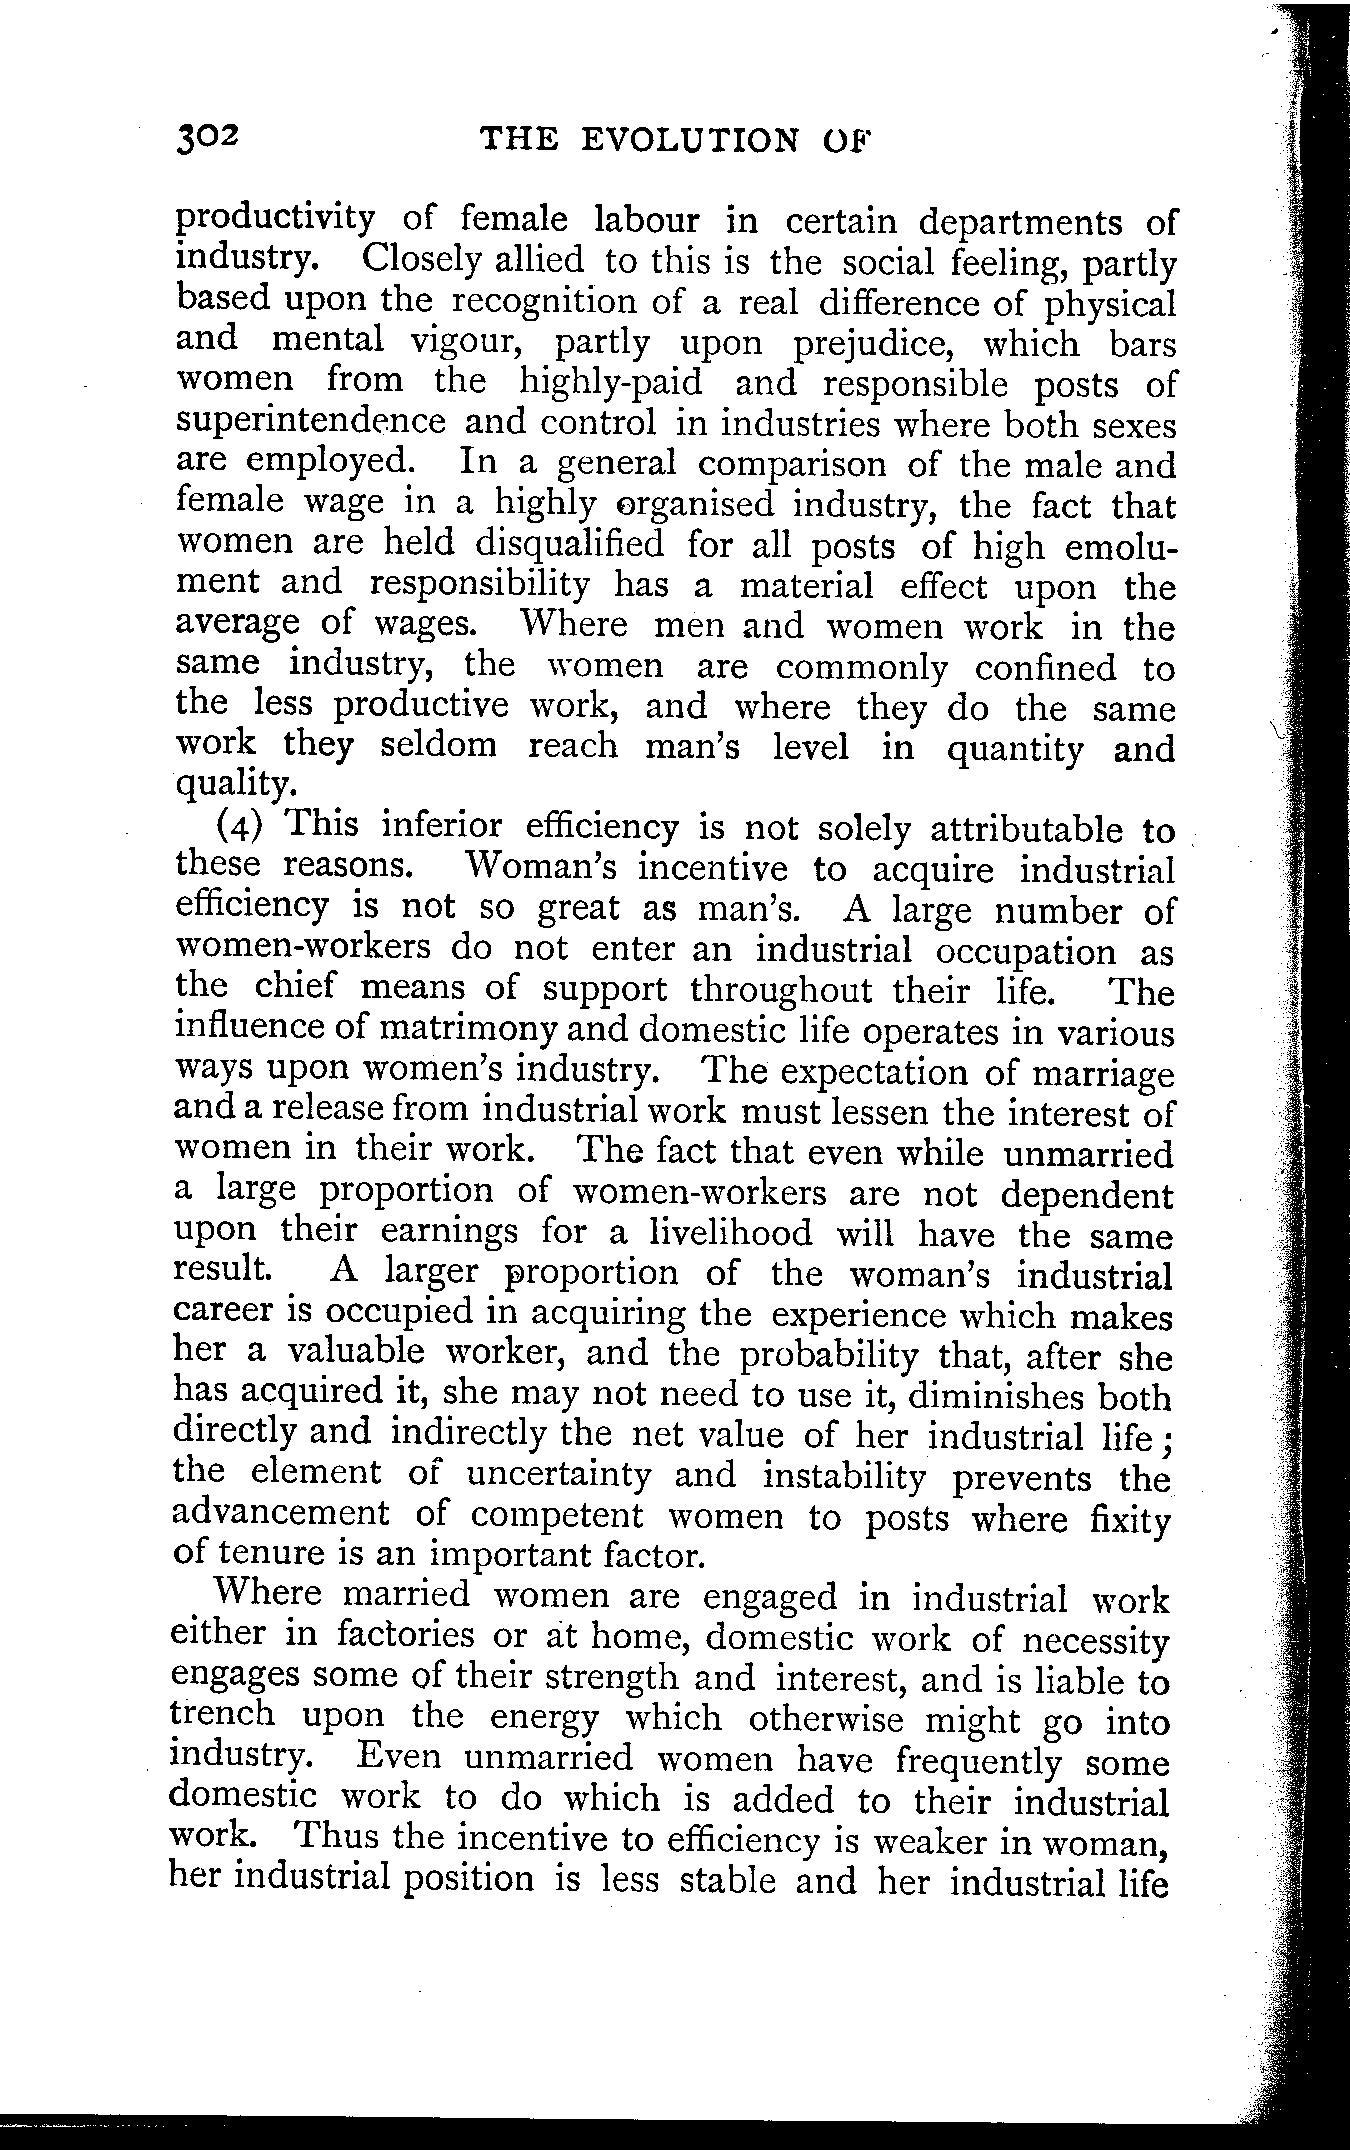 302 THE EVOLUTION OF
productivity of female labour in certain departments of
industry. Closely allied to this is the social feeling, partly
based upon the recognition of a real difference of physical
and mental vigour, partly upon prejudice, which bars
women from the highly-paid and responsible posts of
superintendence and control in industries where both sexes
are employed. In a general comparison of the male and
female wage in a highly organised industry, the fact that
women are held disqualified for all posts of high emolu-
ment and responsibility has a material effect upon the
average of wages. Where men and women work in the
same industry, the women are commonly confined to
the less productive work, and where they do the same
work they seldom reach man's level in quantity and
quality.
(4) This inferior efficiency is not solely attributable to
these reasons. Woman's incentive to acquire industrial
efficiency is not so great as man's. A large number of
women-workers do not enter an industrial occupation as
the chief means of support throughout their life. The
influence of matrimony and domestic life operates in various
ways upon women's industry. The expectation of marriage
and a release from industrial work must lessen the interest of
women in their work. The fact that even while unmarried
a large proportion of women-workers are not dependent
upon their earnings for a livelihood will have the same
result. A larger proportion of the woman's industrial
career is occupied in acquiring the experience which makes
her a valuable worker, and the probability that, after she
has acquired it, she may not need to use it, diminishes both
directly and indirectly the net value of her industrial life ;
the element of uncertainty and instability prevents the
advancement of competent women to posts where fixity
of tenure is an important factor.
Where married women are engaged in industrial work
either in factories or at home, domestic work of necessity
engages some of their strength and interest, and is liable to
trench upon the energy which otherwise might go into
industry. Even unmarried women have frequently some
domestic work to do which is added to their industrial
work. Thus the incentive to efficiency is weaker in woman,
her industrial position is less stable and her industrial life